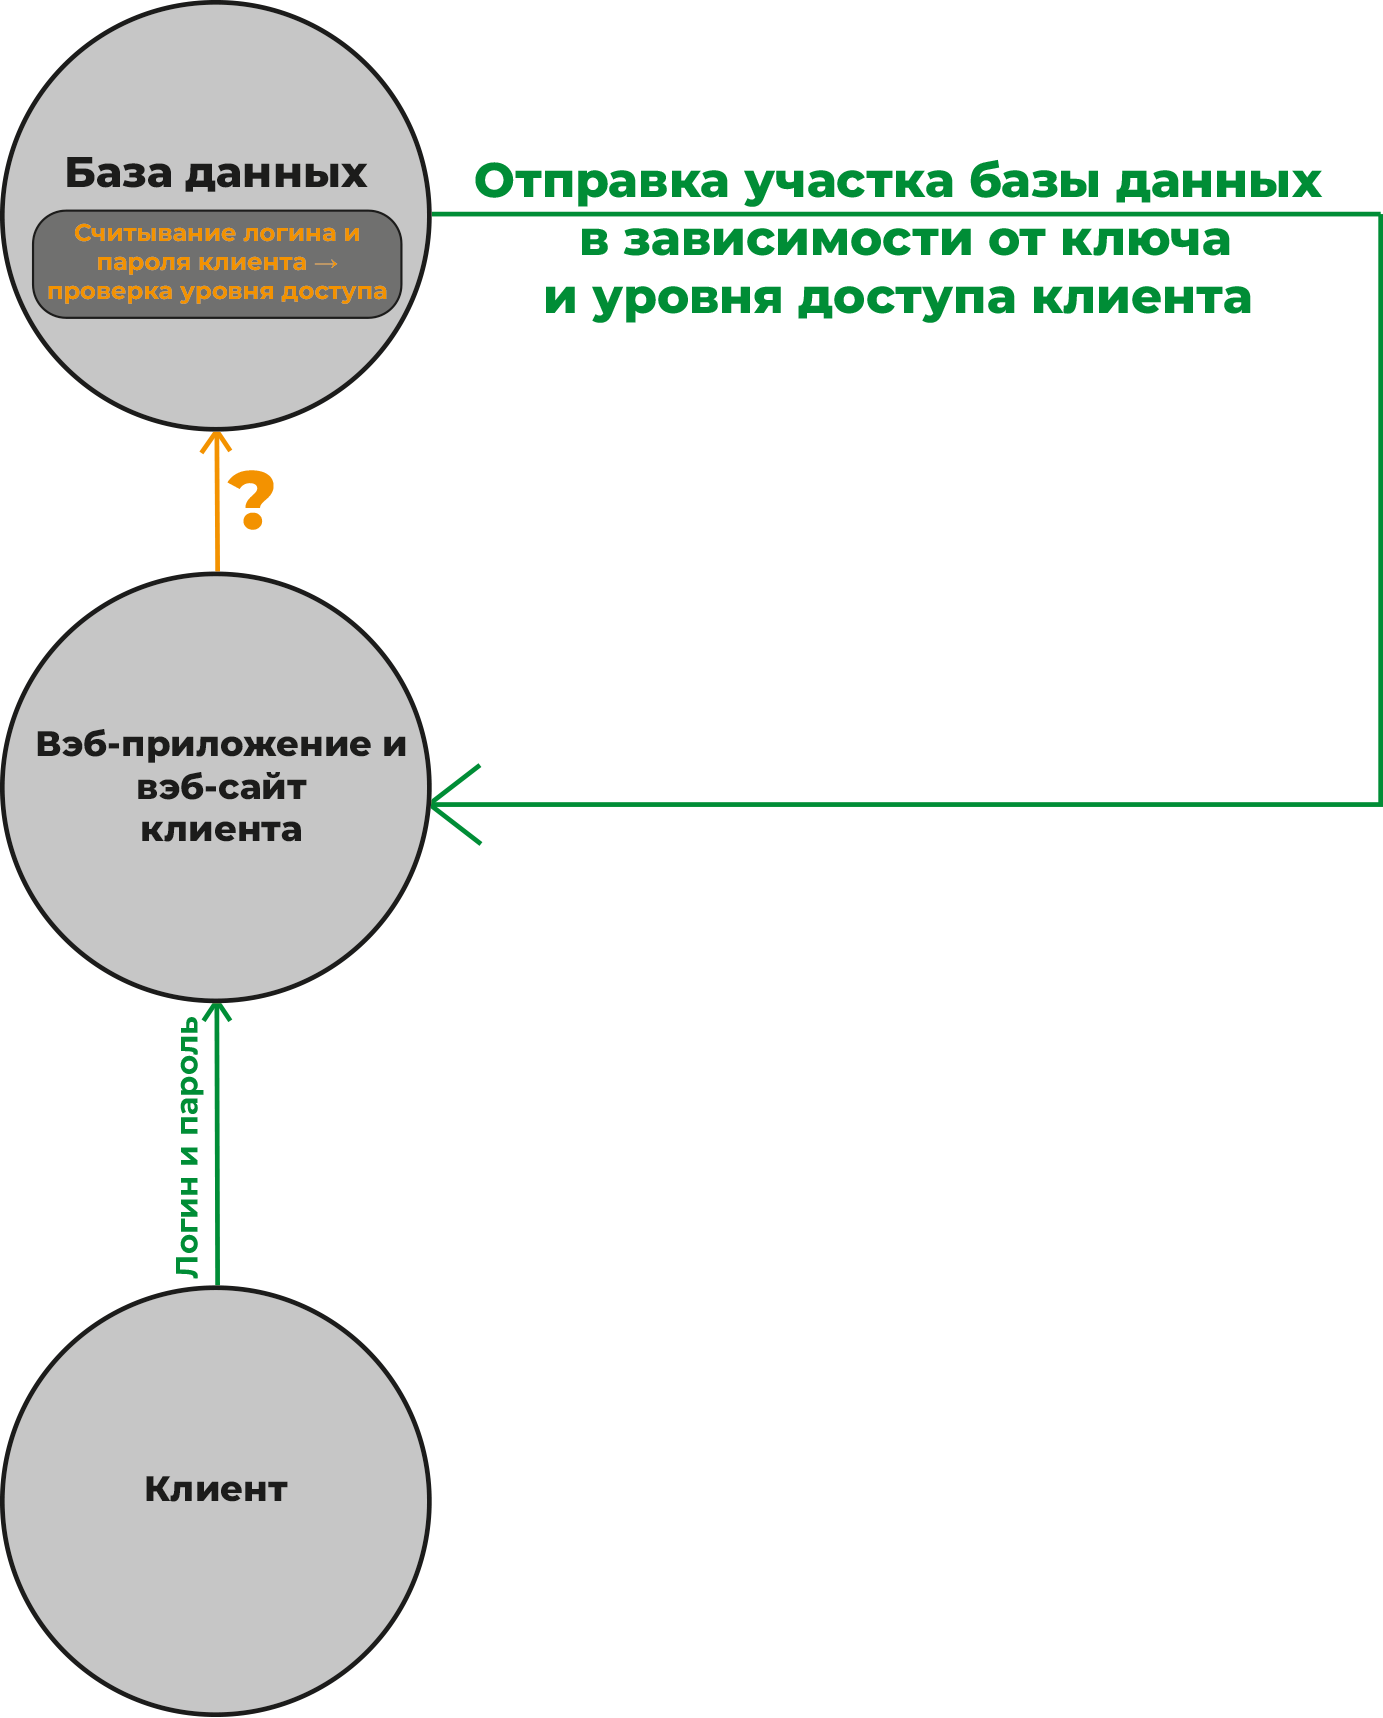 База данных
Считывание логина и
пароля клиента →
проверка уровня доступа
Отправка участка базы данных
в зависимости от ключа
и уровня доступа клиента
?
Вэб-приложение и
вэб-сайт
клиента
Логин и пароль
Клиент